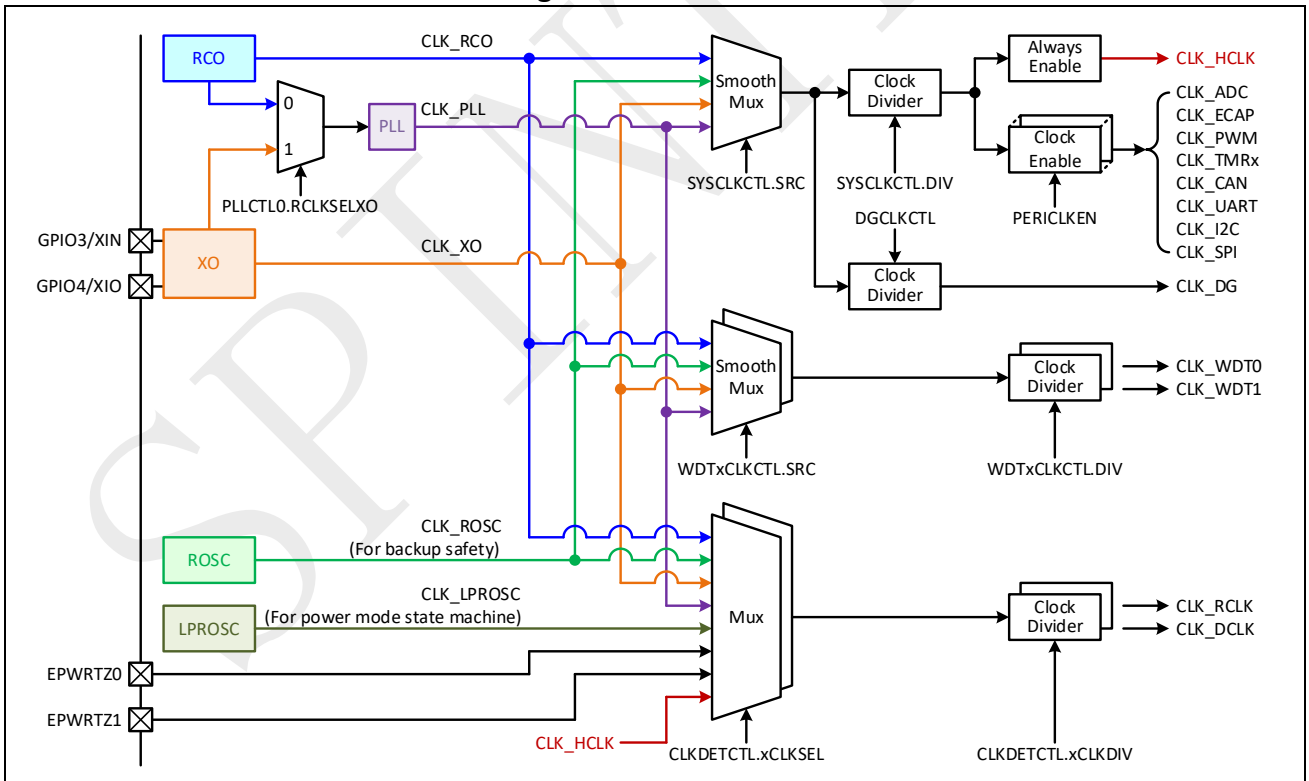 RCO
CLK_RCO
0
1
PLL
CLK_PLL
PLLCTL0.RCLKSELXO
Smooth
Mux
SYSCLKCTL.SRC
Clock
Divider
SYSCLKCTL.DIV
Always
Enable
CLK_HCLK
Clock
Enable
PERICLKEN
CLK_ADC
CLK_ECAP
CLK_PWM
CLK_TMRx
CLK_CAN
CLK_UART
CLK_I2C
CLK_SPI
GPIO3/XIN
GPIO4/XIO
XO
CLK_XO
DGCLKCTL
Clock
Divider
CLK_DG
Smooth
Mux
WDTxCLKCTL.SRC
Clock
Divider
WDTxCLKCTL.DIV
CLK_WDT0
CLK_WDT1
ROSC
CLK_ROSC
(For backup safety)
LPROSC
CLK_LPROSC
(For power mode state machine)
EPWRTZ0
EPWRTZ1
CLK_HCLK
Mux
CLKDETCTL.xCLKSEL
Clock
Divider
CLKDETCTL.xCLKDIV
CLK_RCLK
CLK_DCLK